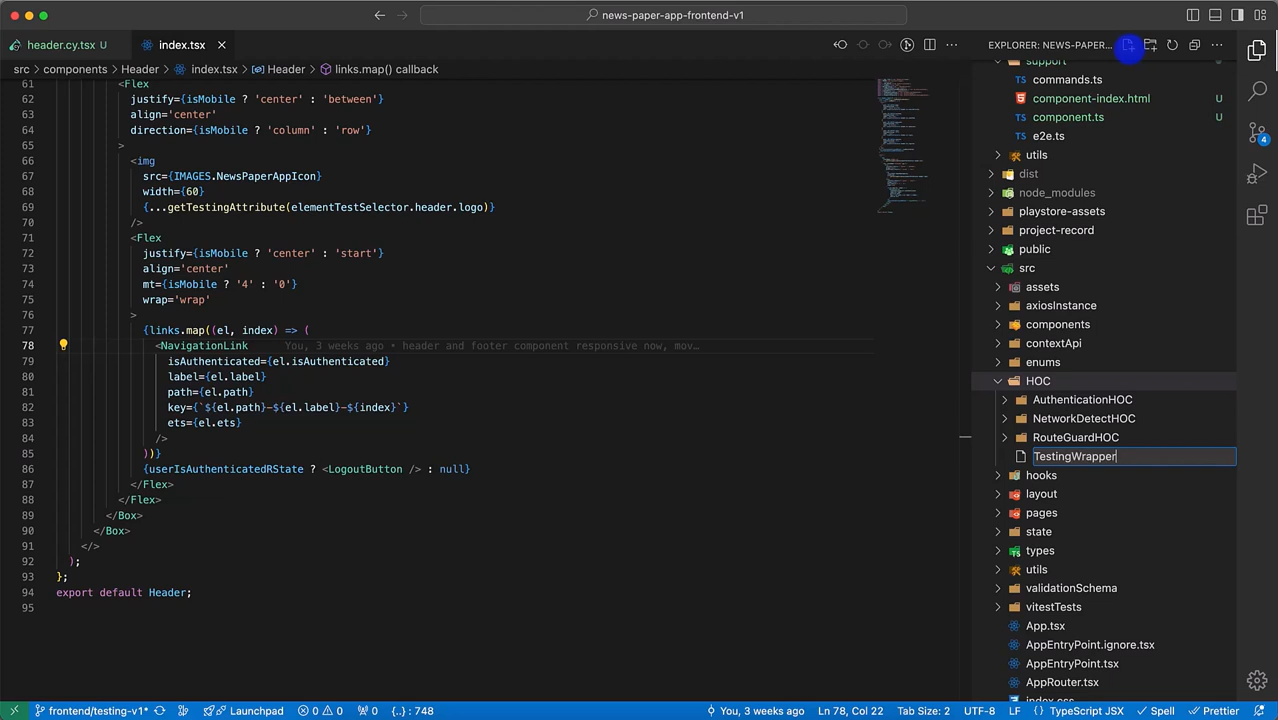 news-paper-app-frontend-v1
header.cy.tsx U
index.tsx
EXPLORER: NEWS-PAPER...
src > components > Header > index.tsx > Header > links.map() callback
61 <Flex
62 justify={isMobile ? 'center' : 'between'}
63 align='center'
64 direction={isMobile ? 'column' : 'row'}
65 >
66 <img
67 src={IMAGES.NewsPaperAppIcon}
68 width={60}
69 {...getTestingAttribute(elementTestSelector.header.logo)}
70 />
71 <Flex
72 justify={isMobile ? 'center' : 'start'}
73 align='center'
74 mt={isMobile ? '4' : '0'}
75 wrap='wrap'
76 >
77 {links.map((el, index) => (
78 <NavigationLink You, 3 weeks ago • header and footer component responsive now, mov…
79 isAuthenticated={el.isAuthenticated}
80 label={el.label}
81 path={el.path}
82 key={`${el.path}-${el.label}-${index}`}
83 ets={el.ets}
84 />
85 ))}
86 {userIsAuthenticatedRState ? <LogoutButton /> : null}
87 </Flex>
88 </Flex>
89 </Box>
90 </Box>
91 </>
92 );
93 };
94 export default Header;
95
support
commands.ts
component-index.html U
component.ts U
e2e.ts
utils
dist
node_modules
playstore-assets
project-record
public
src
assets
axiosInstance
components
contextApi
enums
HOC
AuthenticationHOC
NetworkDetectHOC
RouteGuardHOC
TestingWrapper
hooks
layout
pages
state
types
utils
validationSchema
vitestTests
App.tsx
AppEntryPoint.ignore.tsx
AppEntryPoint.tsx
AppRouter.tsx
index.css
4
frontend/testing-v1* Launchpad 0 0 0 {..} : 748 You, 3 weeks ago Ln 78, Col 22 Tab Size: 2 UTF-8 LF {} TypeScript JSX Spell Prettier